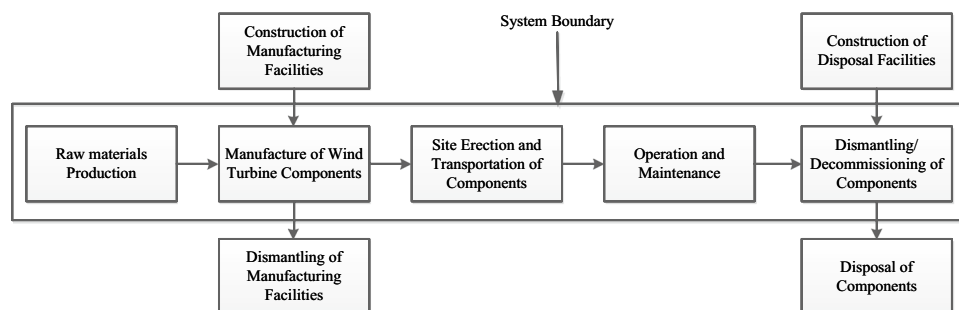 System Boundary
Construction of
Manufacturing
Facilities
Construction of
Disposal Facilities
Raw materials
Production
Manufacture of Wind
Turbine Components
Site Erection and
Transportation of
Components
Operation and
Maintenance
Dismantling/
Decommissioning of
Components
Dismantling of
Manufacturing
Facilities
Disposal of
Components